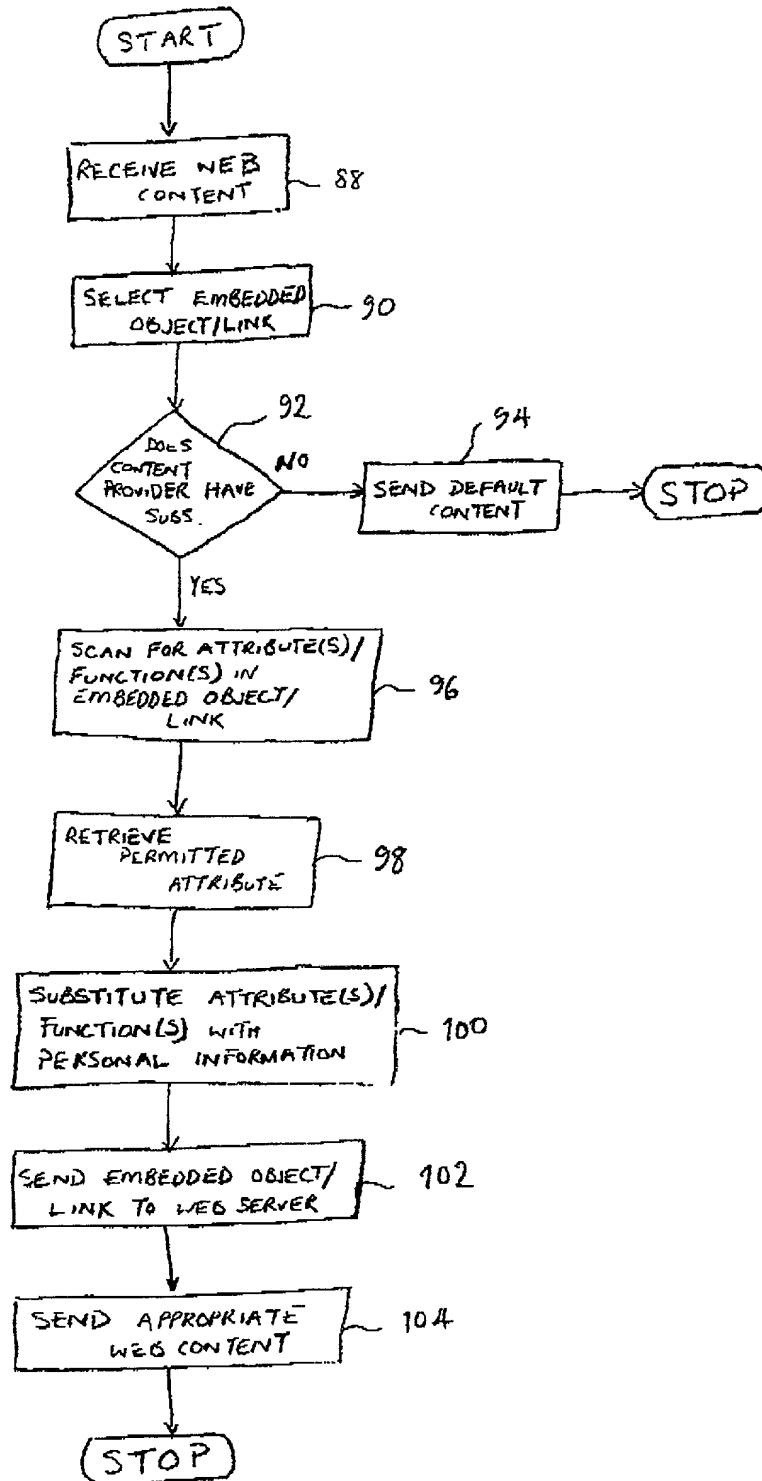 START
RECEIVE WEB
CONTENT
88
SELECT EMBEDDED
OBJECT/LINK
90
DOES
CONTENT
PROVIDER HAVE
SUBS.
92
NO
94
SEND DEFAULT
CONTENT
STOP
YES
SCAN FOR ATTRIBUTE(S)/
FUNCTION(S) IN
EMBEDDED OBJECT/
LINK
96
RETRIEVE
PERMITTED
ATTRIBUTE
98
SUBSTITUTE ATTRIBUTE(S)/
FUNCTION(S) WITH
PERSONAL INFORMATION
100
SEND EMBEDDED OBJECT/
LINK TO WEB SERVER
102
SEND APPROPRIATE
WEB CONTENT
104
STOP